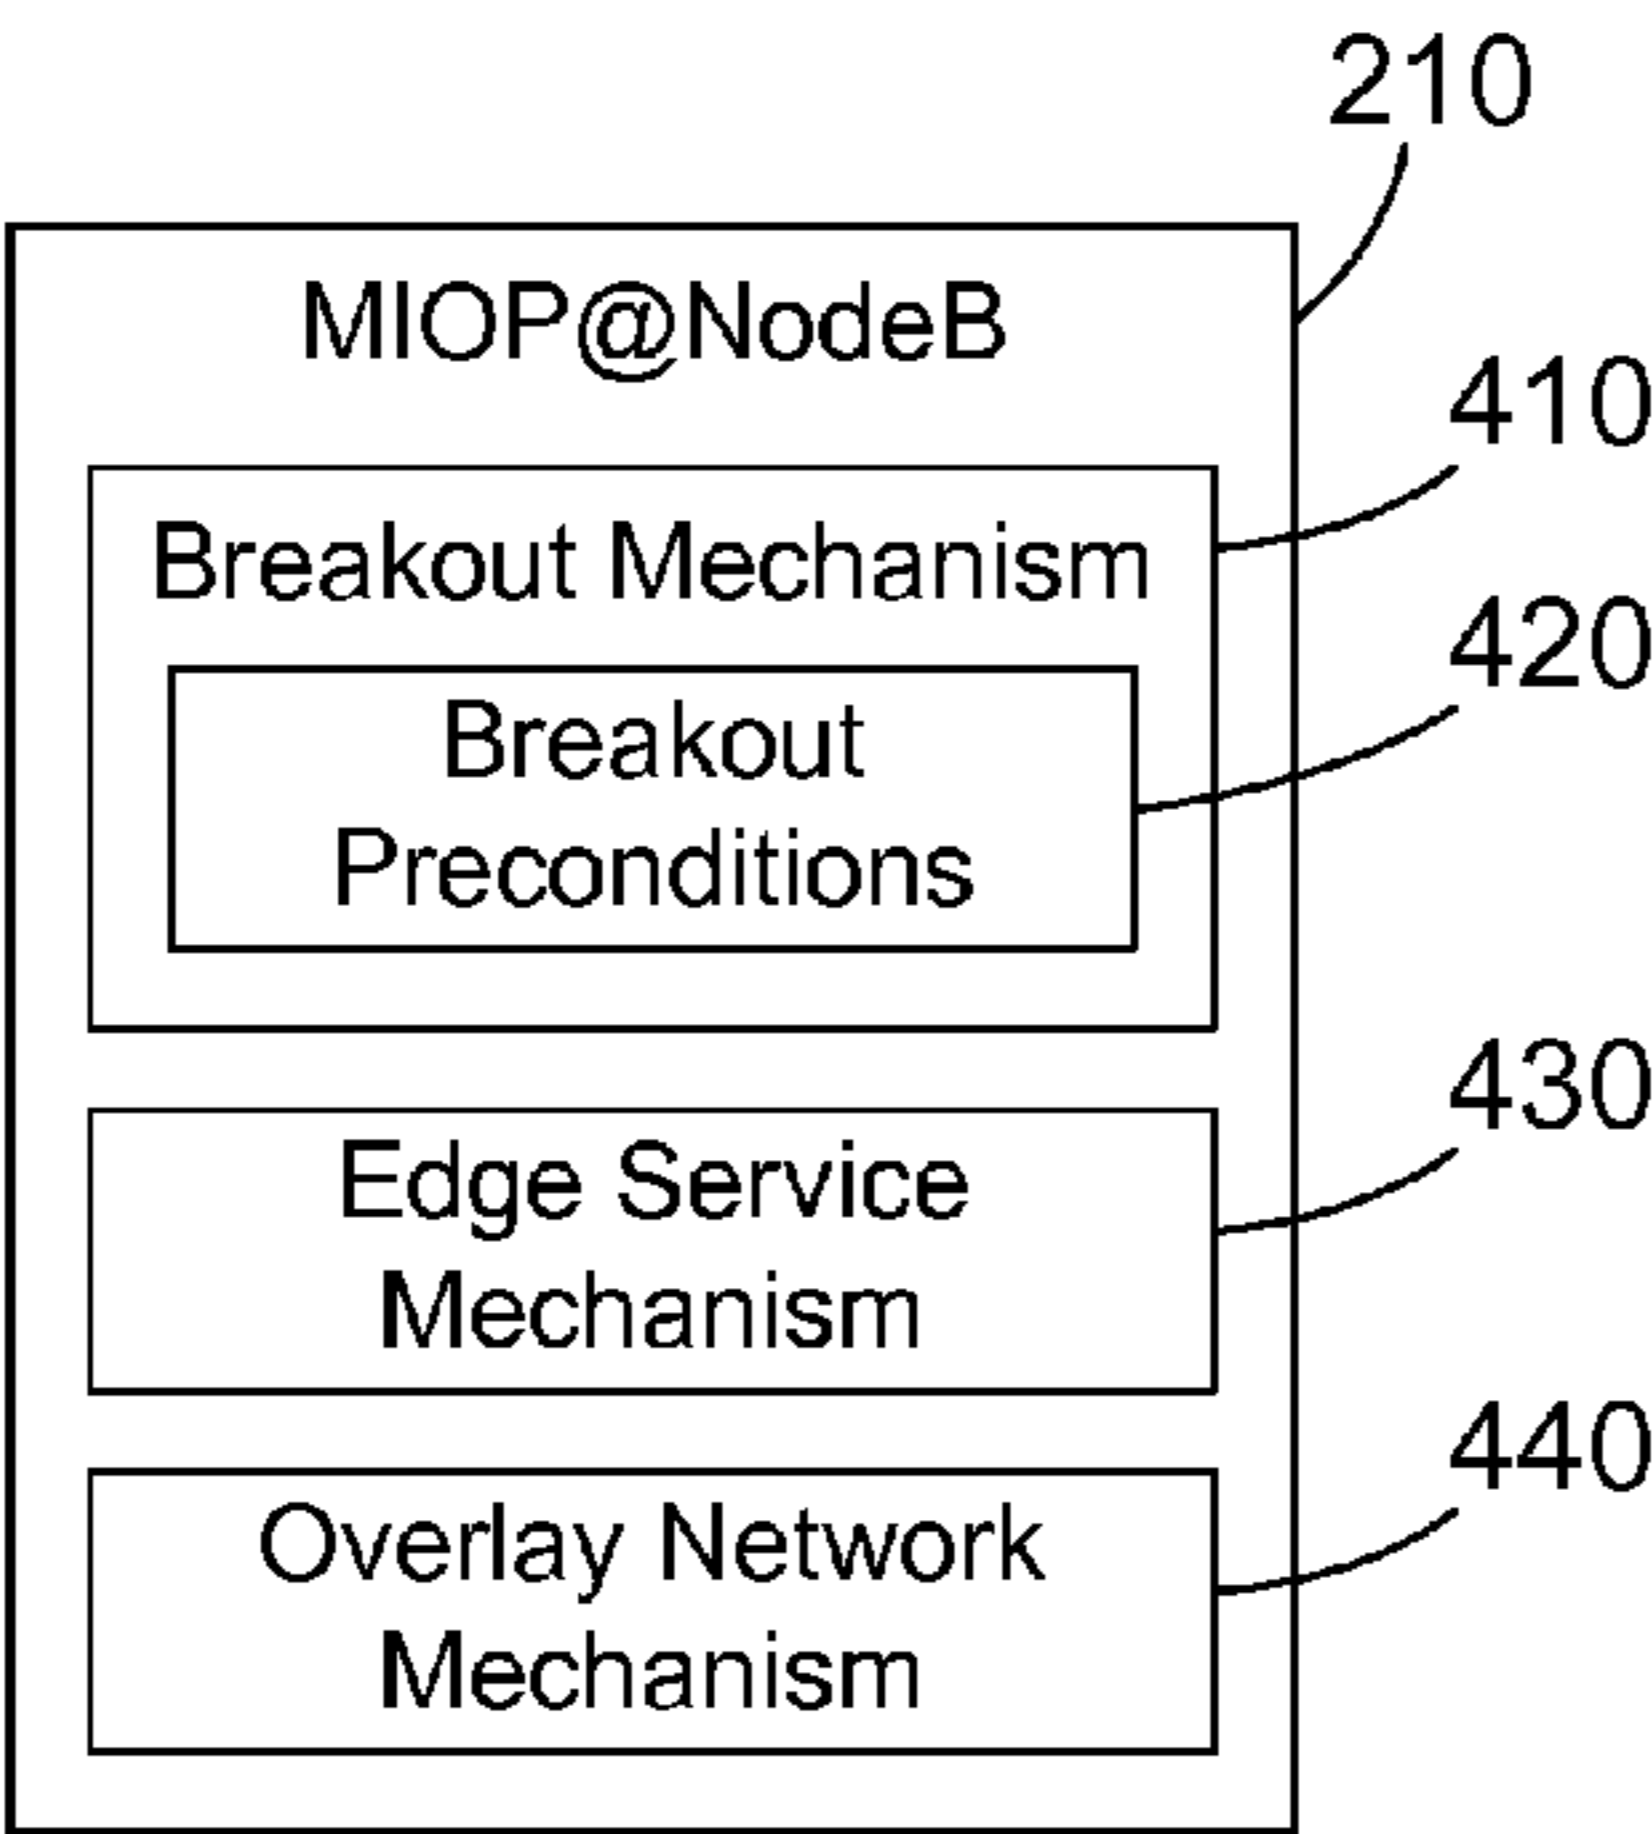 210
MIOP@NodeB
410
Breakout Mechanism
420
Breakout
Preconditions
430
Edge Service
Mechanism
440
Overlay Network
Mechanism